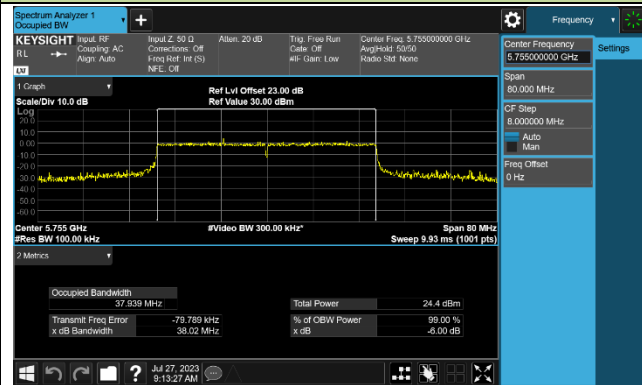 Spectrum Analyzer 1
Occupied BW
Frequency
KEYSIGHT Input: RF Input Z: 50 Ω Atten: 20 dB Trig: Free Run Center Freq: 5.755000000 GHz
RL Coupling: AC Corrections: Off Gate: Off Avg|Hold: 50/50
Align: Auto Freq Ref: Int (S) #IF Gain: Low Radio Std: None
NFE: Off
LXI
Center Frequency
5.755000000 GHz
Settings
Span
80.000 MHz
CF Step
8.000000 MHz
Auto
Man
Freq Offset
0 Hz
1 Graph
Ref Lvl Offset 23.00 dB
Scale/Div 10.0 dB Ref Value 30.00 dBm
Log
20.0
10.0
0.00
-10.0
-20.0
-30.0
-40.0
-50.0
-60.0
Center 5.755 GHz #Video BW 300.00 kHz* Span 80 MHz
#Res BW 100.00 kHz Sweep 9.93 ms (1001 pts)
2 Metrics
Occupied Bandwidth
37.939 MHz Total Power 24.4 dBm
Transmit Freq Error -79.789 kHz % of OBW Power 99.00 %
x dB Bandwidth 38.02 MHz x dB -6.00 dB
Jul 27, 2023
9:13:27 AM